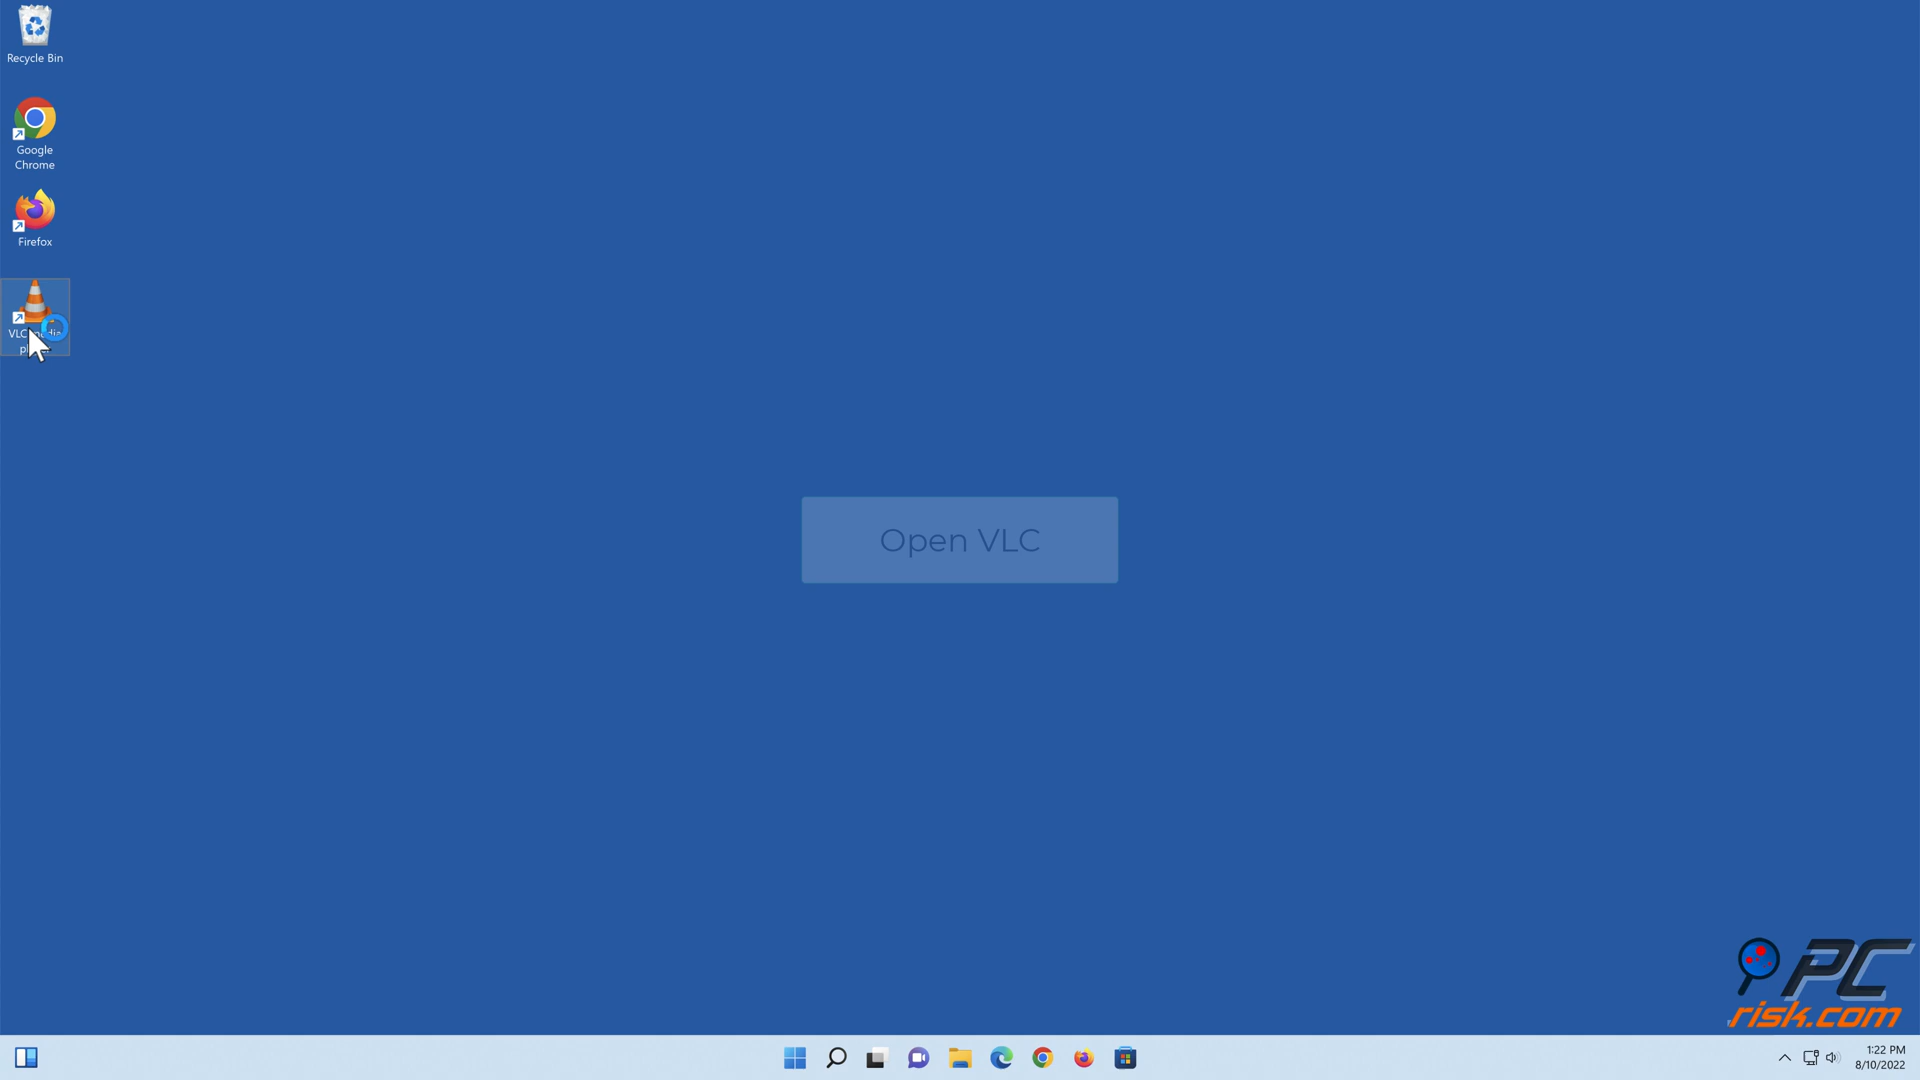 Recycle Bin
Google
Chrome
Firefox
Open VLC
PC
risk.com
1:22 PM
8/10/2022